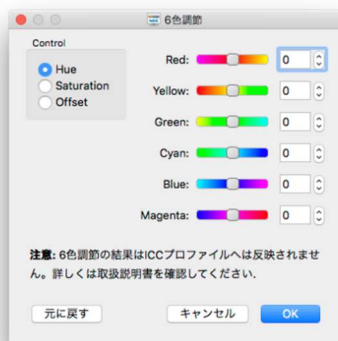 6色調節
Control
Hue
Saturation
Offset
Red: 0
Yellow: 0
Green: 0
Cyan: 0
Blue: 0
Magenta: 0
注意: 6色調節の結果はICCプロファイルへは反映されませ
ん。詳しくは取扱説明書を確認してください.
元に戻す キャンセル OK